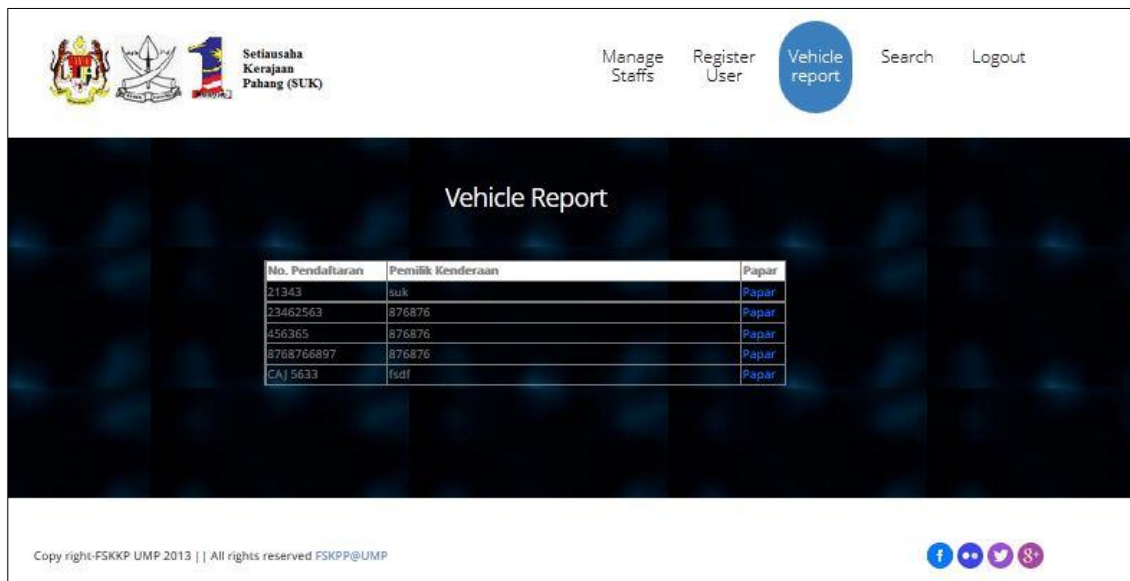 Setiausaha
Kerajaan
Pahang (SUK)
Manage Staffs
Register User
Vehicle report
Search
Logout
Vehicle Report
No. Pendaftaran Pemilik Kenderaan Papar
21343 suk Papar
23462563 876876 Papar
456365 876876 Papar
8768766897 876876 Papar
CAJ 5633 fsdf Papar
Copy right-FSKKP UMP 2013 || All rights reserved FSKPP@UMP